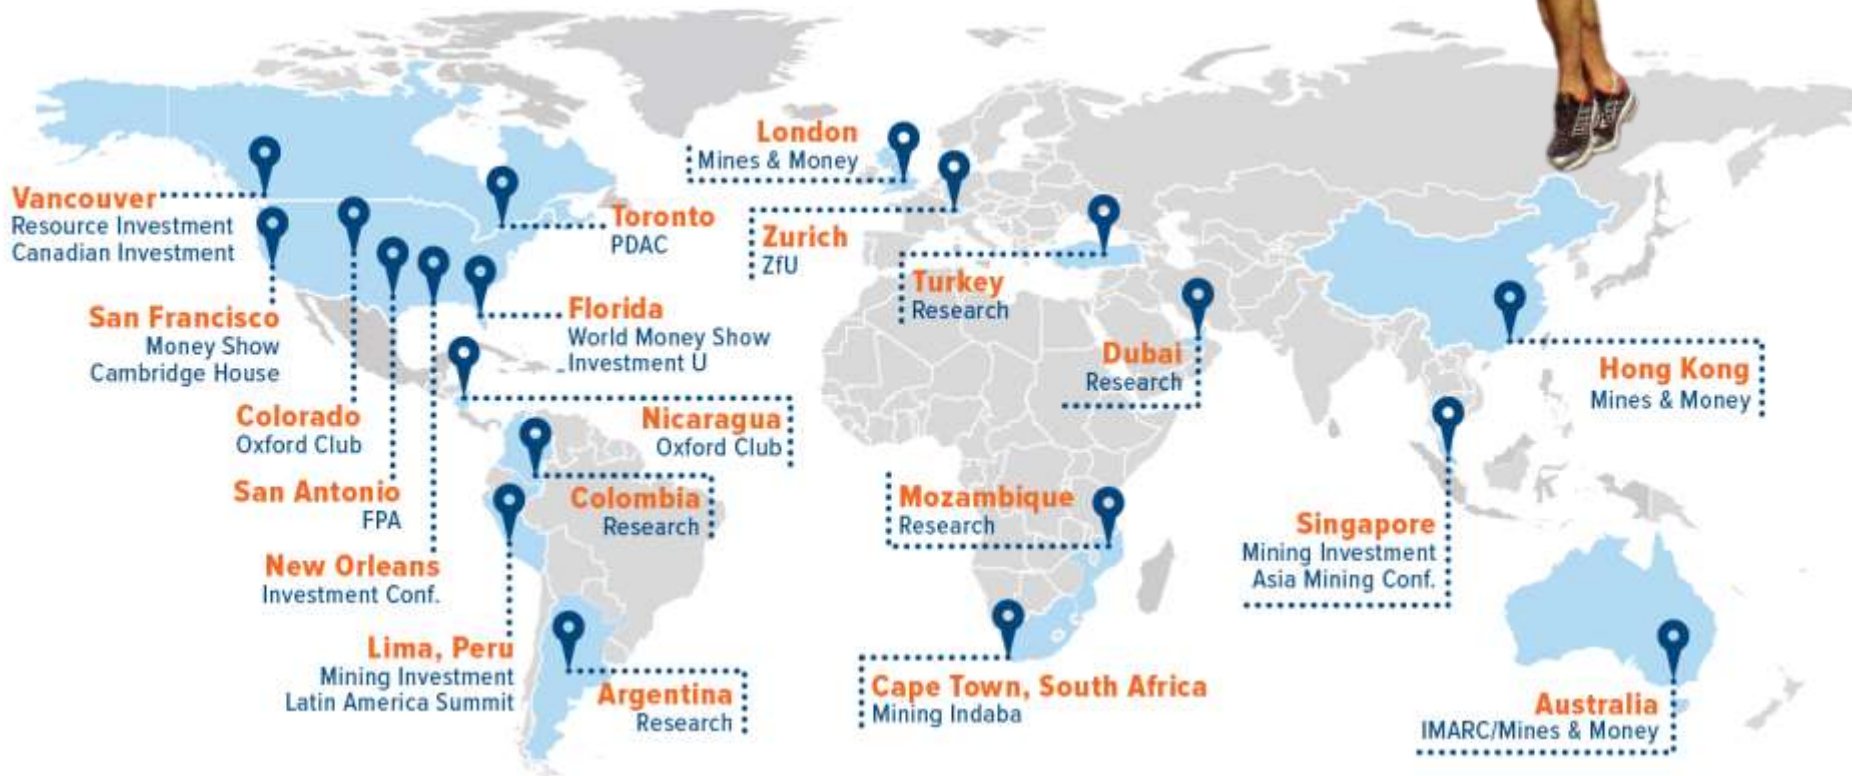 London
Mines & Money
Vancouver
Resource Investment
Canadian Investment
Toronto
PDAC
Zurich
ZfU
Turkey
Research
San Francisco
Money Show
Cambridge House
Florida
World Money Show
Investment U
Dubai
Research
Hong Kong
Mines & Money
Colorado
Oxford Club
Nicaragua
Oxford Club
San Antonio
FPA
Colombia
Research
Mozambique
Research
Singapore
Mining Investment
Asia Mining Conf.
New Orleans
Investment Conf.
Lima, Peru
Mining Investment
Latin America Summit
Argentina
Research
Cape Town, South Africa
Mining Indaba
Australia
IMARC/Mines & Money